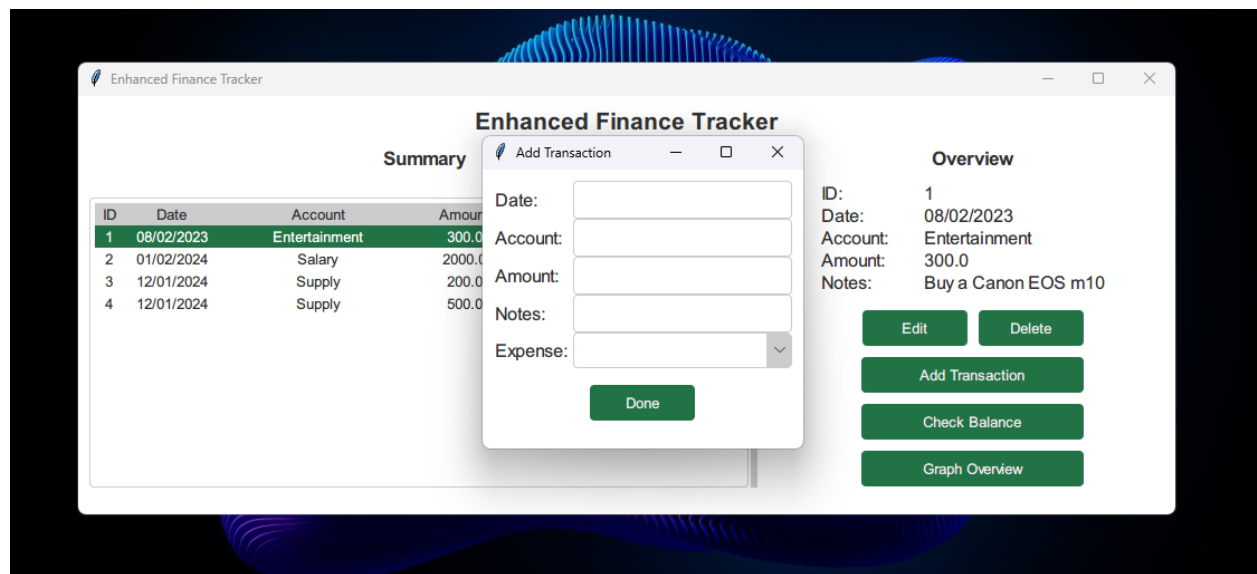 Enhanced Finance Tracker
Enhanced Finance Tracker
Summary
ID Date Account Amour
1 08/02/2023 Entertainment 300.0
2 01/02/2024 Salary 2000.0
3 12/01/2024 Supply 200.0
4 12/01/2024 Supply 500.0
Add Transaction
Date:
Account:
Amount:
Notes:
Expense:
Done
Overview
ID: 1
Date: 08/02/2023
Account: Entertainment
Amount: 300.0
Notes: Buy a Canon EOS m10
Edit Delete
Add Transaction
Check Balance
Graph Overview